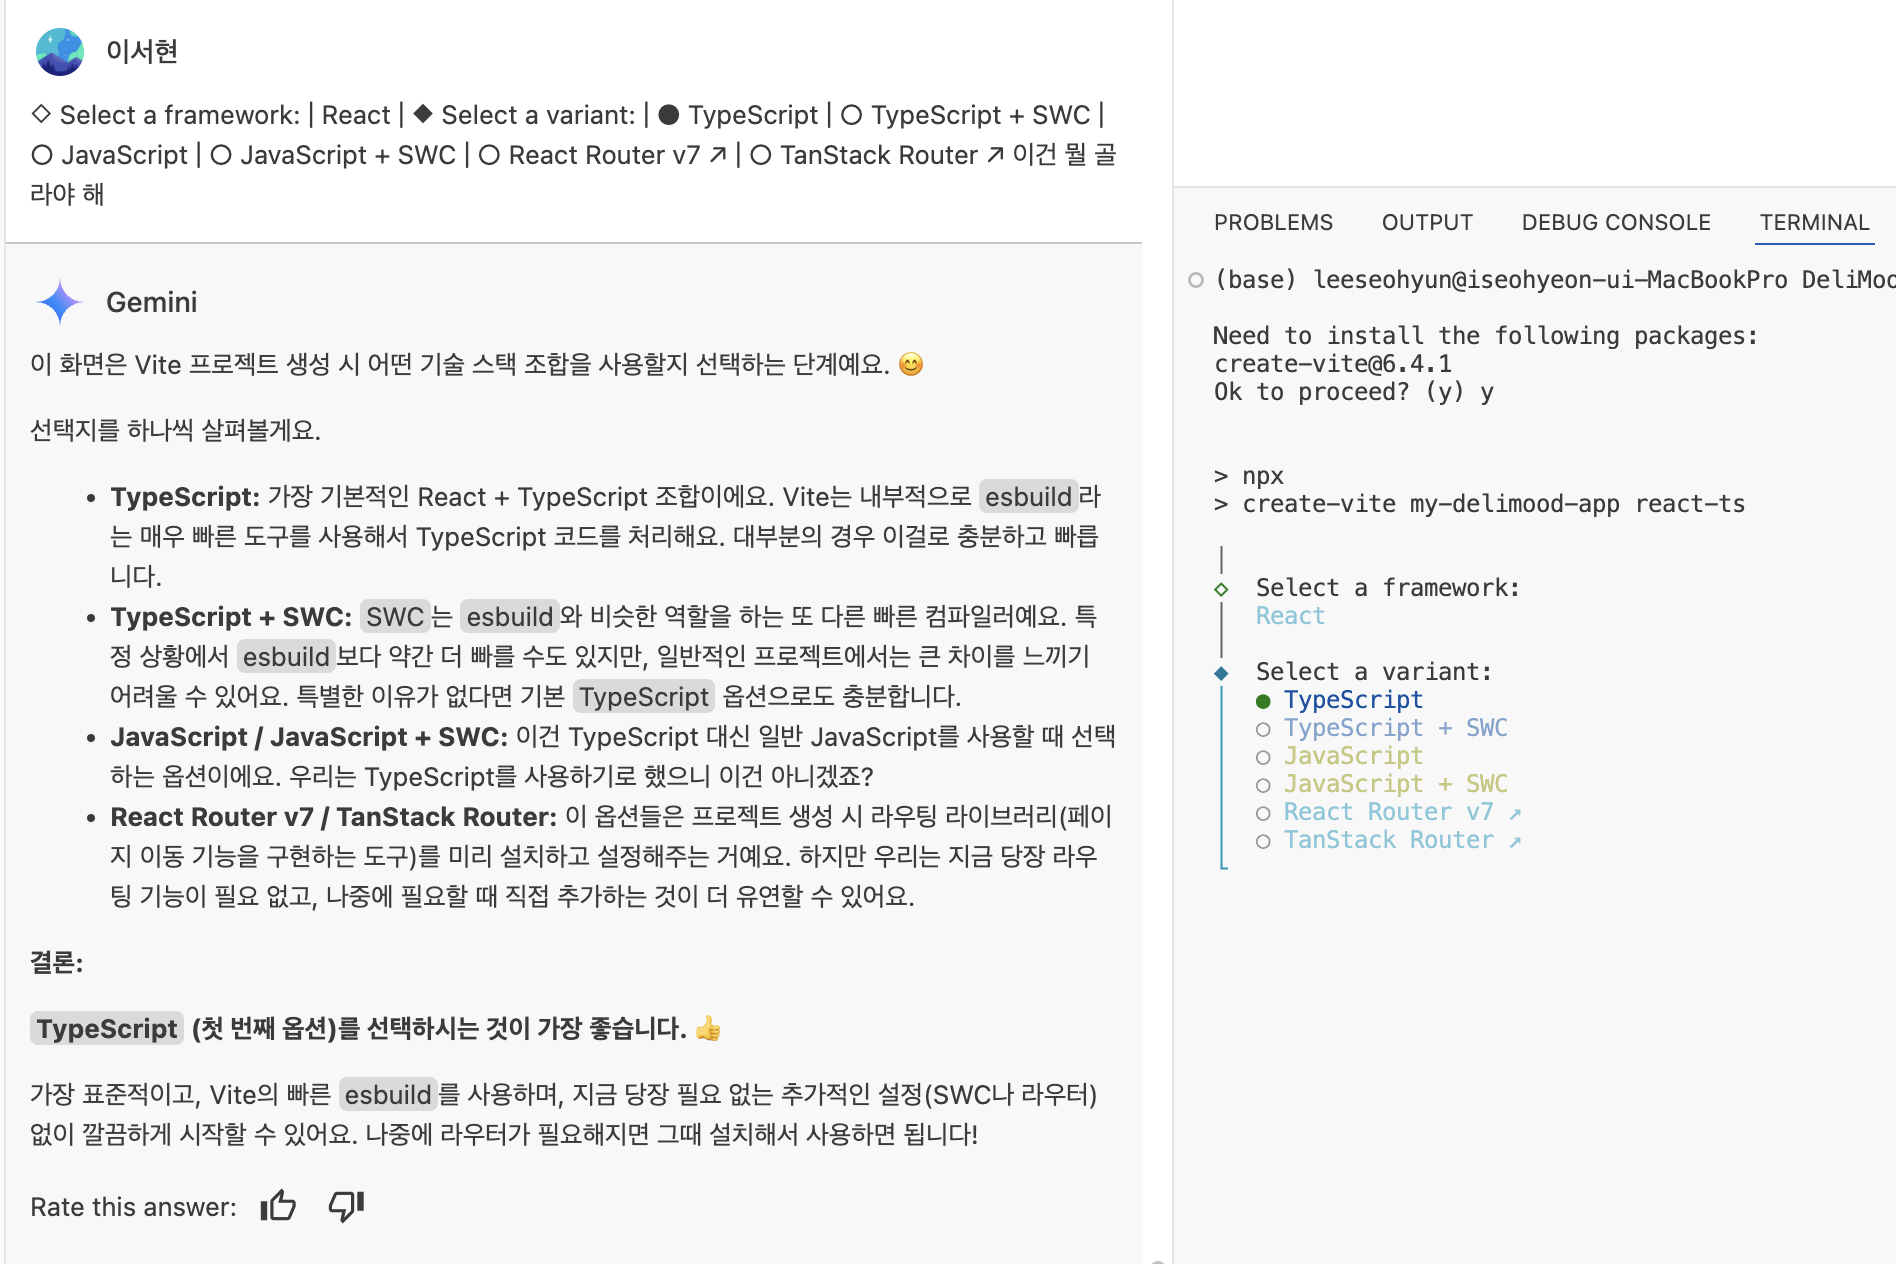 이서현
◇ Select a framework: | React | ◆ Select a variant: | ● TypeScript | ○ TypeScript + SWC |
○ JavaScript | ○ JavaScript + SWC | ○ React Router v7 ↗ | ○ TanStack Router ↗ 이건 뭘 골
라야 해
Gemini
이 화면은 Vite 프로젝트 생성 시 어떤 기술 스택 조합을 사용할지 선택하는 단계예요. 😊
선택지를 하나씩 살펴볼게요.
• TypeScript: 가장 기본적인 React + TypeScript 조합이에요. Vite는 내부적으로 esbuild라
는 매우 빠른 도구를 사용해서 TypeScript 코드를 처리해요. 대부분의 경우 이걸로 충분하고 빠릅
니다.
• TypeScript + SWC: SWC는 esbuild와 비슷한 역할을 하는 또 다른 빠른 컴파일러예요. 특
정 상황에서 esbuild보다 약간 더 빠를 수도 있지만, 일반적인 프로젝트에서는 큰 차이를 느끼기
어려울 수 있어요. 특별한 이유가 없다면 기본 TypeScript 옵션으로도 충분합니다.
• JavaScript / JavaScript + SWC: 이건 TypeScript 대신 일반 JavaScript를 사용할 때 선택
하는 옵션이에요. 우리는 TypeScript를 사용하기로 했으니 이건 아니겠죠?
• React Router v7 / TanStack Router: 이 옵션들은 프로젝트 생성 시 라우팅 라이브러리(페이
지 이동 기능을 구현하는 도구)를 미리 설치하고 설정해주는 거예요. 하지만 우리는 지금 당장 라우
팅 기능이 필요 없고, 나중에 필요할 때 직접 추가하는 것이 더 유연할 수 있어요.
결론:
TypeScript (첫 번째 옵션)를 선택하시는 것이 가장 좋습니다. 👍
가장 표준적이고, Vite의 빠른 esbuild를 사용하며, 지금 당장 필요 없는 추가적인 설정(SWC나 라우터)
없이 깔끔하게 시작할 수 있어요. 나중에 라우터가 필요해지면 그때 설치해서 사용하면 됩니다!
Rate this answer:
PROBLEMS OUTPUT DEBUG CONSOLE TERMINAL
(base) leeseohyun@iseohyeon-ui-MacBookPro DeliMoo
Need to install the following packages:
create-vite@6.4.1
Ok to proceed? (y) y
> npx
> create-vite my-delimood-app react-ts
◇ Select a framework:
React
◆ Select a variant:
● TypeScript
○ TypeScript + SWC
○ JavaScript
○ JavaScript + SWC
○ React Router v7 ↗
○ TanStack Router ↗